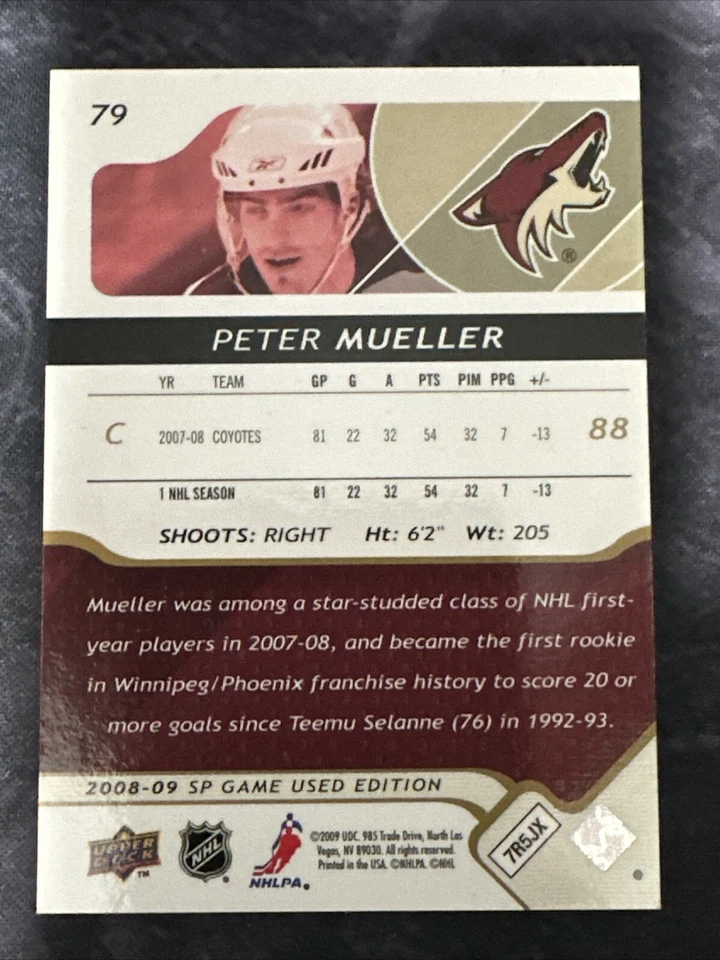 79
Reebok
®
PETER MUELLER
YR TEAM GP G A PTS PIM PPG +/-
C 2007-08 COYOTES 81 22 32 54 32 7 -13 88
1 NHL SEASON 81 22 32 54 32 7 -13
SHOOTS: RIGHT Ht: 6'2" Wt: 205
Mueller was among a star-studded class of NHL first-
year players in 2007-08, and became the first rookie
in Winnipeg/Phoenix franchise history to score 20 or
more goals since Teemu Selanne (76) in 1992-93.
2008-09 SP GAME USED EDITION
UPPER DECK TM
NHL ®
NHLPA ®
©2009 UDC. 985 Trade Drive, North Las
Vegas, NV 89030. All rights reserved.
Printed in the USA. ©NHLPA. ©NHL
7R5JX